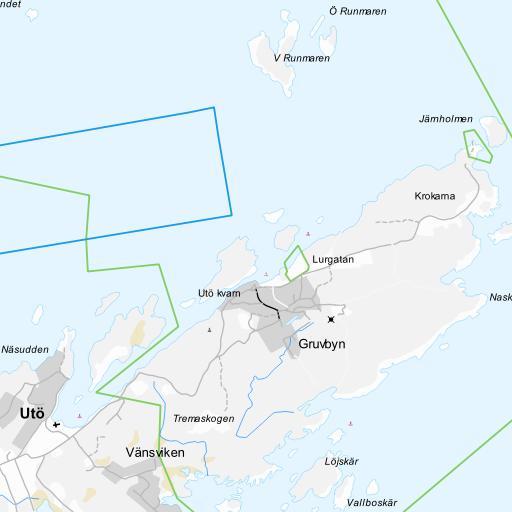 ndet
Ö Runmaren
V Runmaren
Jämholmen
Krokarna
Lurgatan
Utö kvarn
Nask
Gruvbyn
Näsudden
Utö
Tremaskogen
Vänsviken
Löjskär
Vallboskär